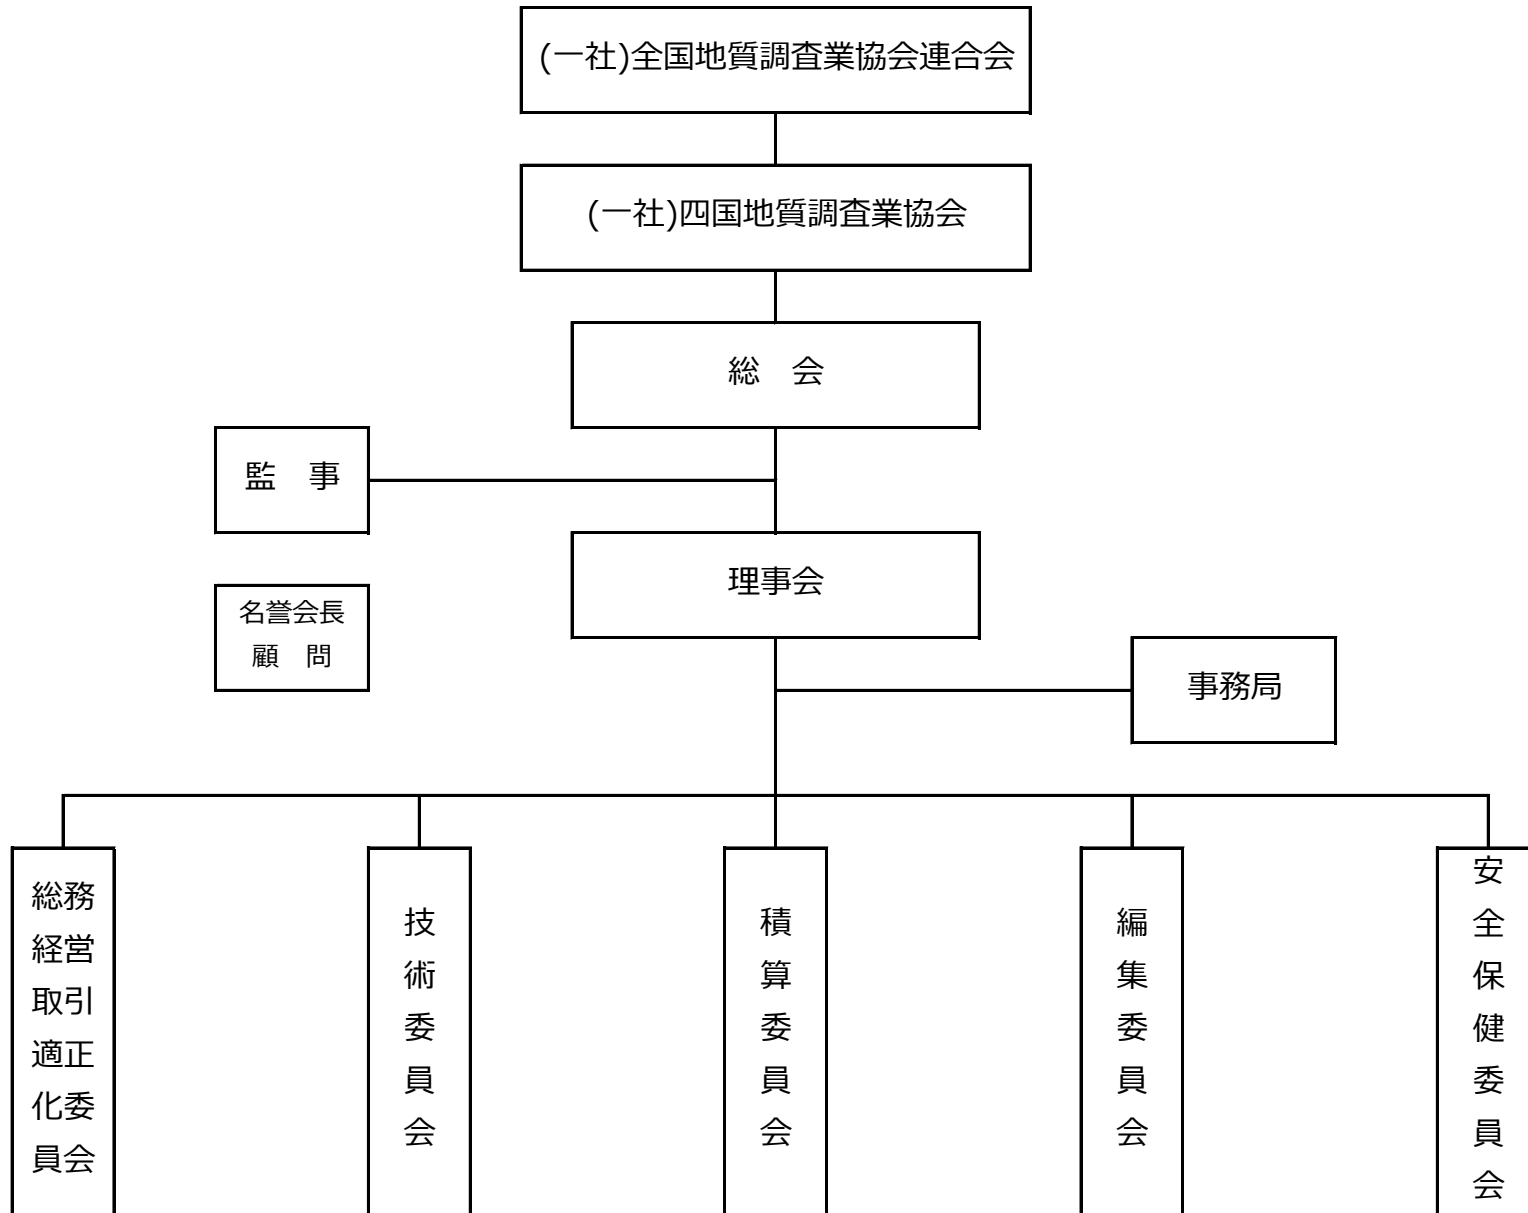 (一社)全国地質調査業協会連合会
(一社)四国地質調査業協会
総　会
監　事
理事会
名誉会長
顧　問
事務局
総務
経営
取引
適正
化委
員会
技術委員会
積算委員会
編集委員会
安全保健委員会